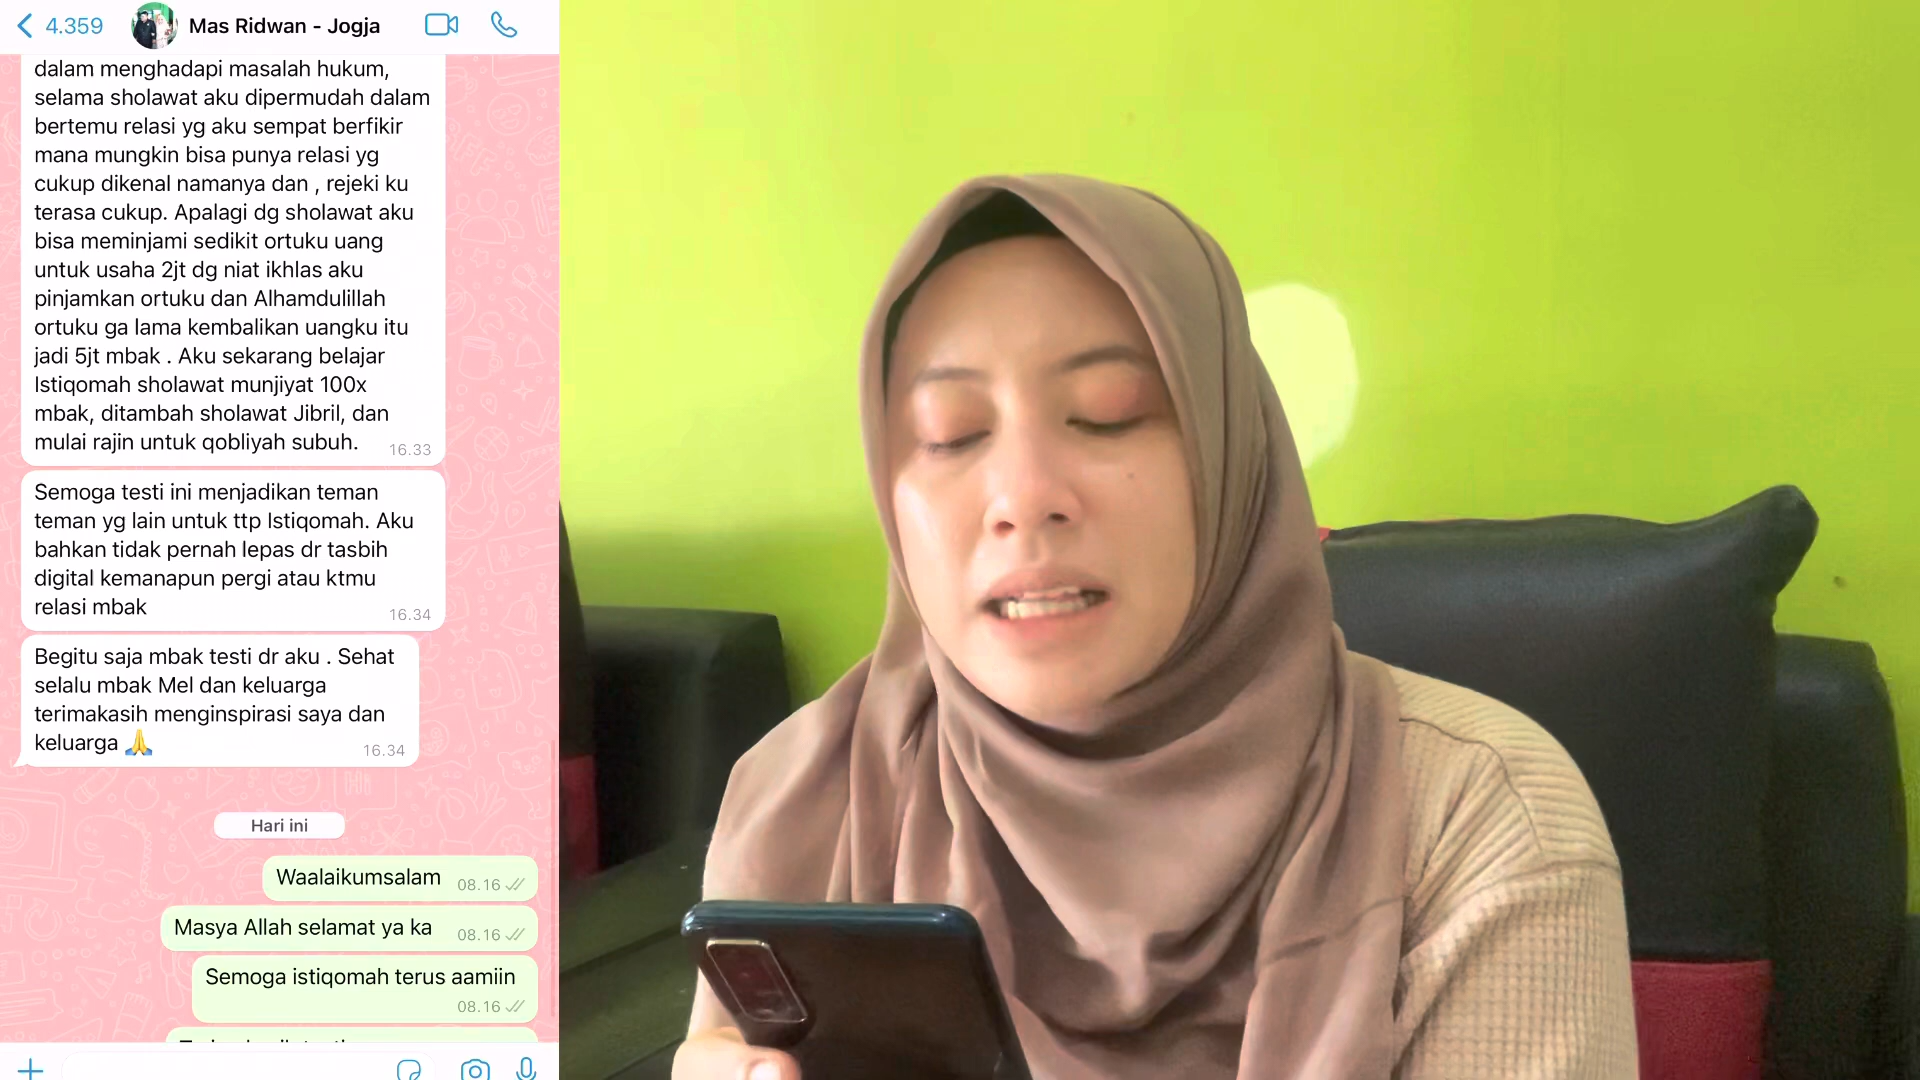 4.359
Mas Ridwan - Jogja
dalam menghadapi masalah hukum,
selama sholawat aku dipermudah dalam
bertemu relasi yg aku sempat berfikir
mana mungkin bisa punya relasi yg
cukup dikenal namanya dan , rejeki ku
terasa cukup. Apalagi dg sholawat aku
bisa meminjami sedikit ortuku uang
untuk usaha 2jt dg niat ikhlas aku
pinjamkan ortuku dan Alhamdulillah
ortuku ga lama kembalikan uangku itu
jadi 5jt mbak . Aku sekarang belajar
Istiqomah sholawat munjiyat 100x
mbak, ditambah sholawat Jibril, dan
mulai rajin untuk qobliyah subuh.
16.33
Semoga testi ini menjadikan teman
teman yg lain untuk ttp Istiqomah. Aku
bahkan tidak pernah lepas dr tasbih
digital kemanapun pergi atau ktmu
relasi mbak
16.34
Begitu saja mbak testi dr aku . Sehat
selalu mbak Mel dan keluarga
terimakasih menginspirasi saya dan
keluarga 🙏
16.34
Hari ini
Waalaikumsalam 08.16
Masya Allah selamat ya ka 08.16
Semoga istiqomah terus aamiin
08.16